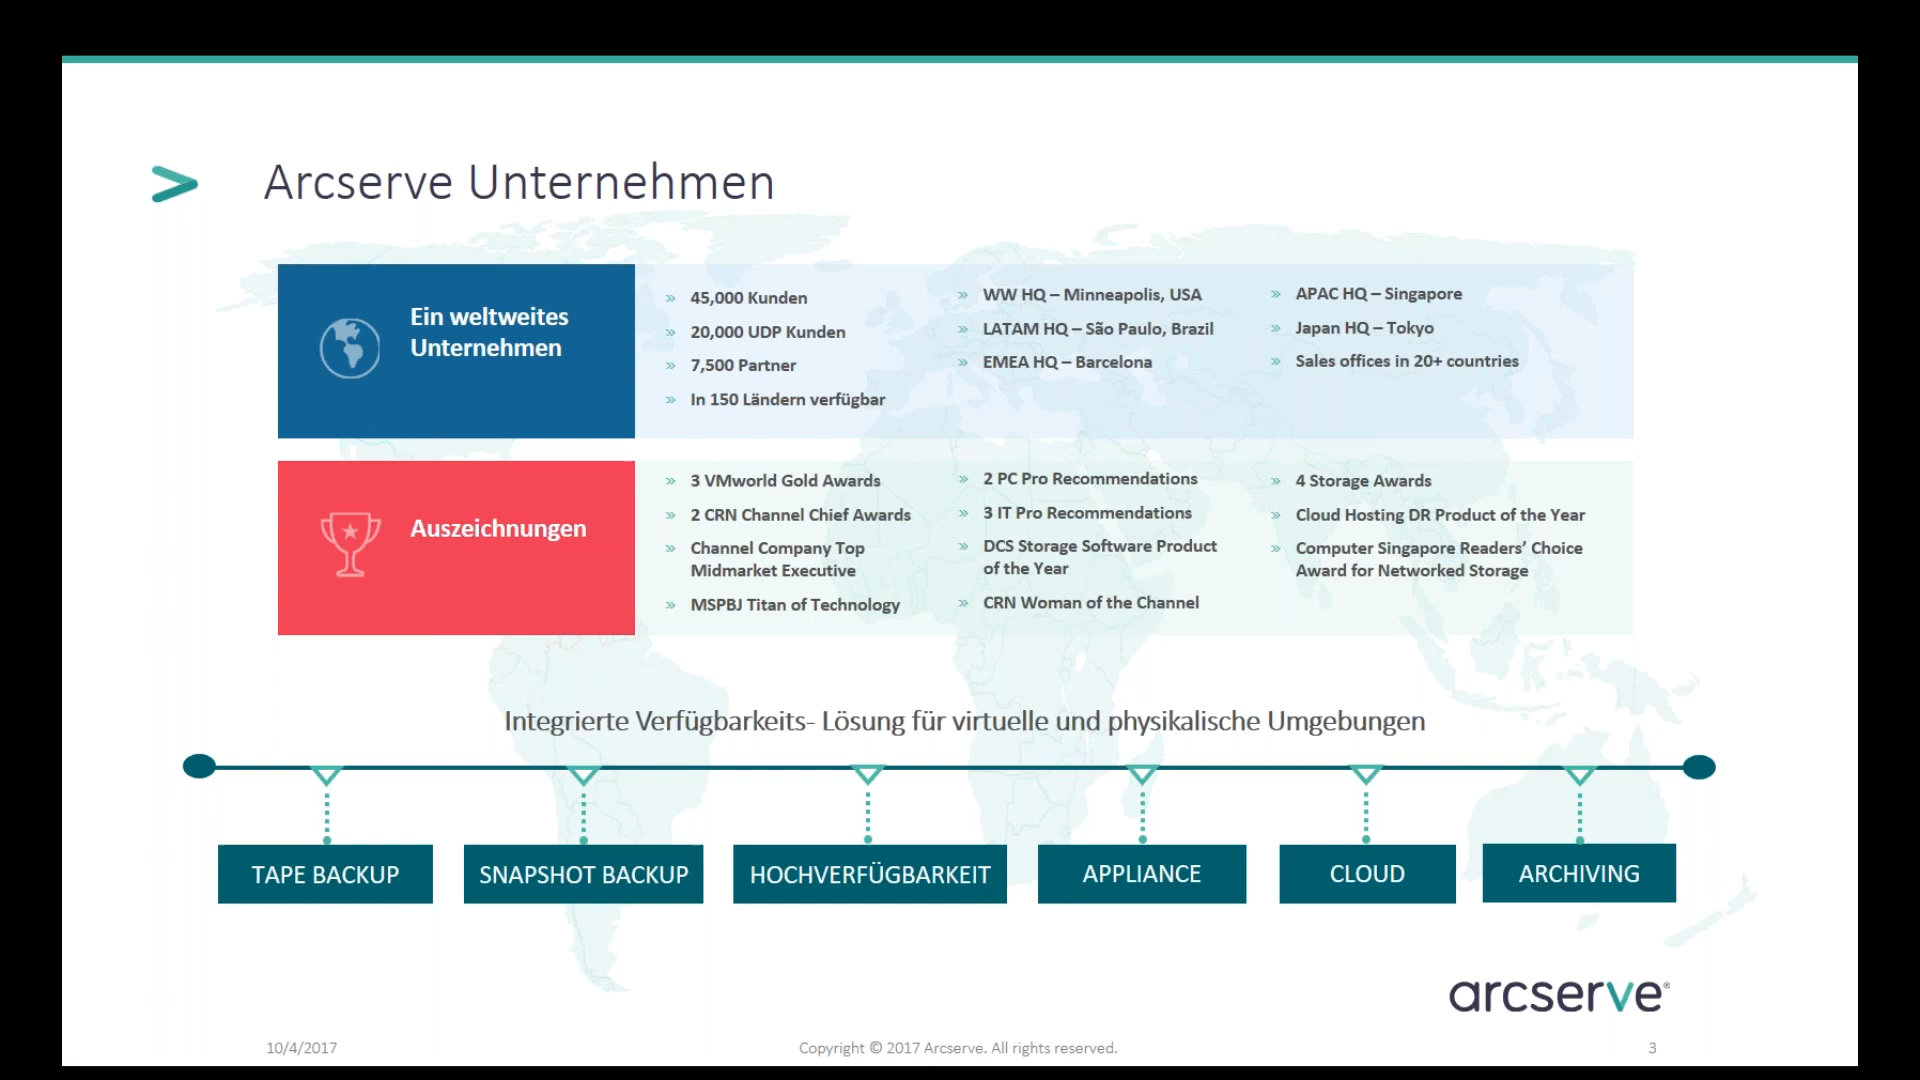 Arcserve Unternehmen
Ein weltweites
Unternehmen
» 45,000 Kunden
» 20,000 UDP Kunden
» 7,500 Partner
» In 150 Ländern verfügbar
» WW HQ – Minneapolis, USA
» LATAM HQ – São Paulo, Brazil
» EMEA HQ – Barcelona
» APAC HQ – Singapore
» Japan HQ – Tokyo
» Sales offices in 20+ countries
Auszeichnungen
» 3 VMworld Gold Awards
» 2 CRN Channel Chief Awards
» Channel Company Top
Midmarket Executive
» MSPBJ Titan of Technology
» 2 PC Pro Recommendations
» 3 IT Pro Recommendations
» DCS Storage Software Product
of the Year
» CRN Woman of the Channel
» 4 Storage Awards
» Cloud Hosting DR Product of the Year
» Computer Singapore Readers’ Choice
Award for Networked Storage
Integrierte Verfügbarkeits- Lösung für virtuelle und physikalische Umgebungen
TAPE BACKUP
SNAPSHOT BACKUP
HOCHVERFÜGBARKEIT
APPLIANCE
CLOUD
ARCHIVING
arcserve®
10/4/2017
Copyright © 2017 Arcserve. All rights reserved.
3